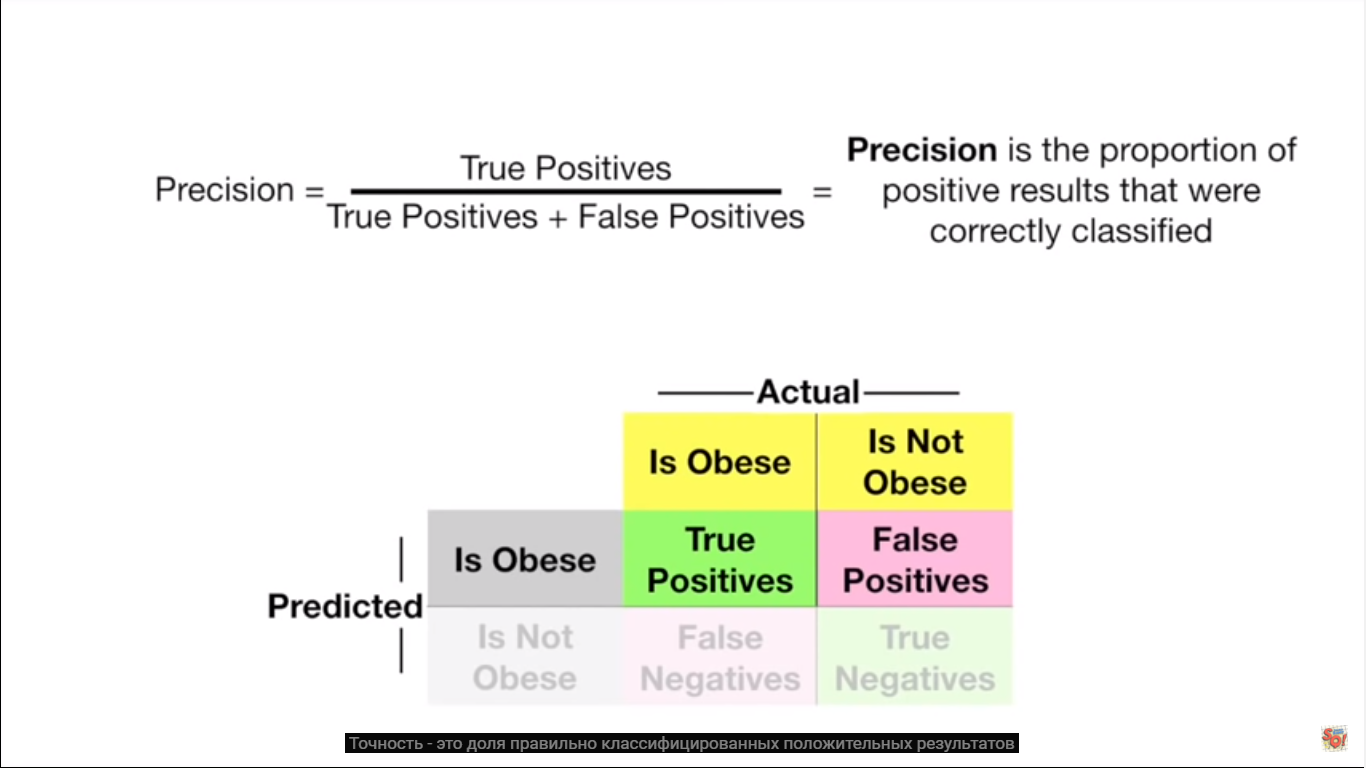 True Positives
Precision =
=
True Positives + False Positives
Precision is the proportion of
positive results that were
correctly classified
Actual
Is Obese
Is Not
Obese
Predicted
Is Obese
True
Positives
False
Positives
Is Not
Obese
False
Negatives
True
Negatives
Точность - это доля правильно классифицированных положительных результатов
SQ!